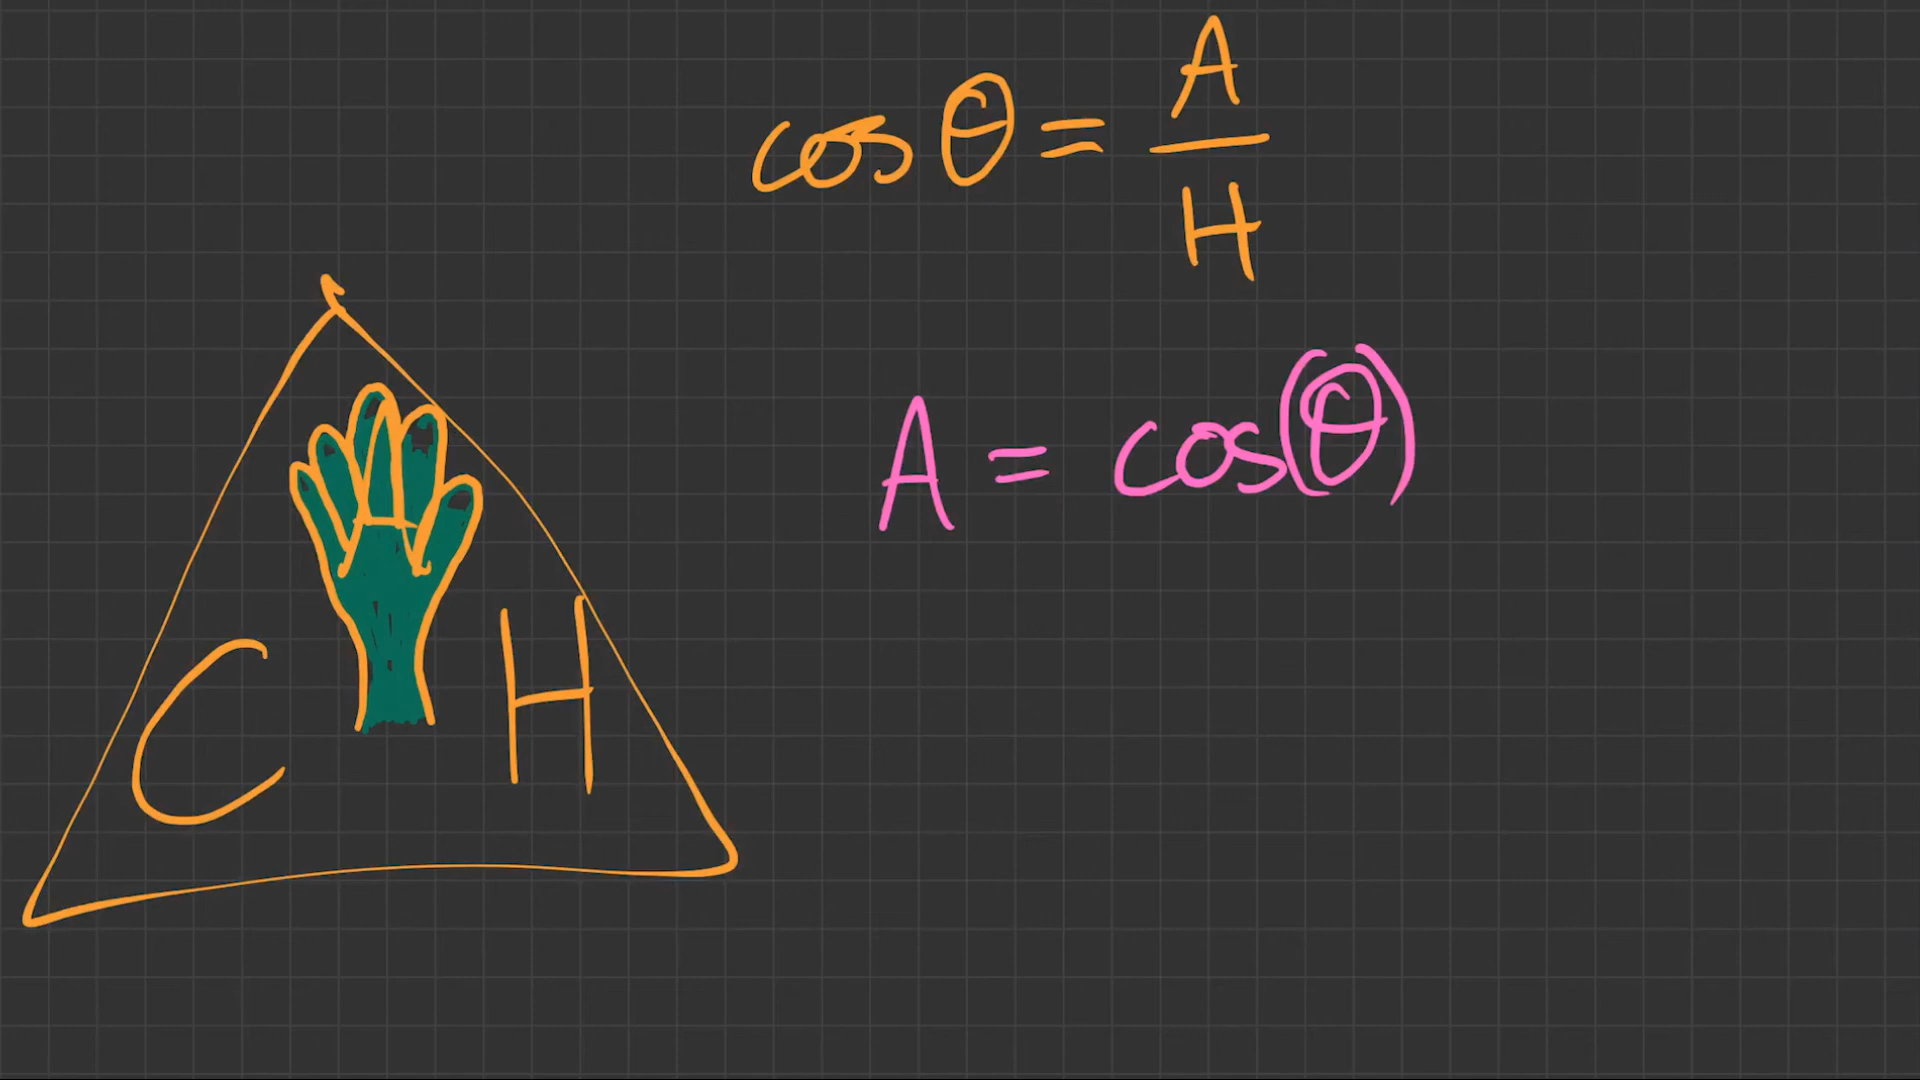 cos θ = A
H
A = cos(θ)
A
C H